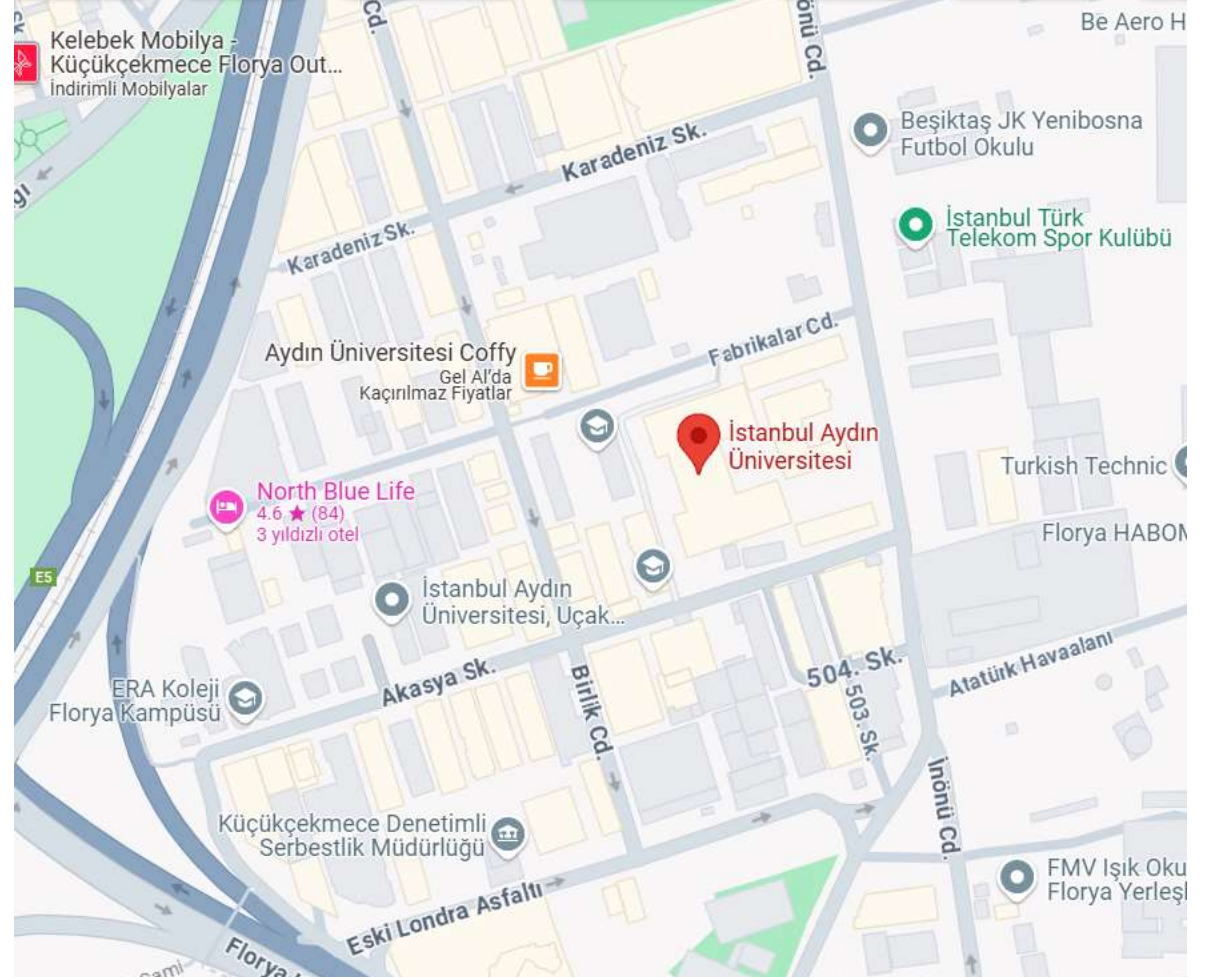 Sk
Cd.
önü Cd.
Be Aero H
Kelebek Mobilya -
Küçükçekmece Florya Out...
İndirimli Mobilyalar
Beşiktaş JK Yenibosna
Futbol Okulu
Karadeniz Sk.
İstanbul Türk
Telekom Spor Kulübü
Karadeniz Sk.
Fabrikalar Cd.
Aydın Üniversitesi Coffy
Gel Al'da
Kaçırılmaz Fiyatlar
İstanbul Aydın
Üniversitesi
Turkish Technic
North Blue Life
4.6 ★ (84)
3 yıldızlı otel
Florya HABOM
E5
İstanbul Aydın
Üniversitesi, Uçak...
Akasya Sk.
Birlik Cd.
504. Sk.
503. Sk.
Atatürk Havaalanı
ERA Koleji
Florya Kampüsü
İnönü Cd.
Küçükçekmece Denetimli
Serbestlik Müdürlüğü
FMV Işık Oku
Florya Yerleşk
Eski Londra Asfaltı
Florya
Sami